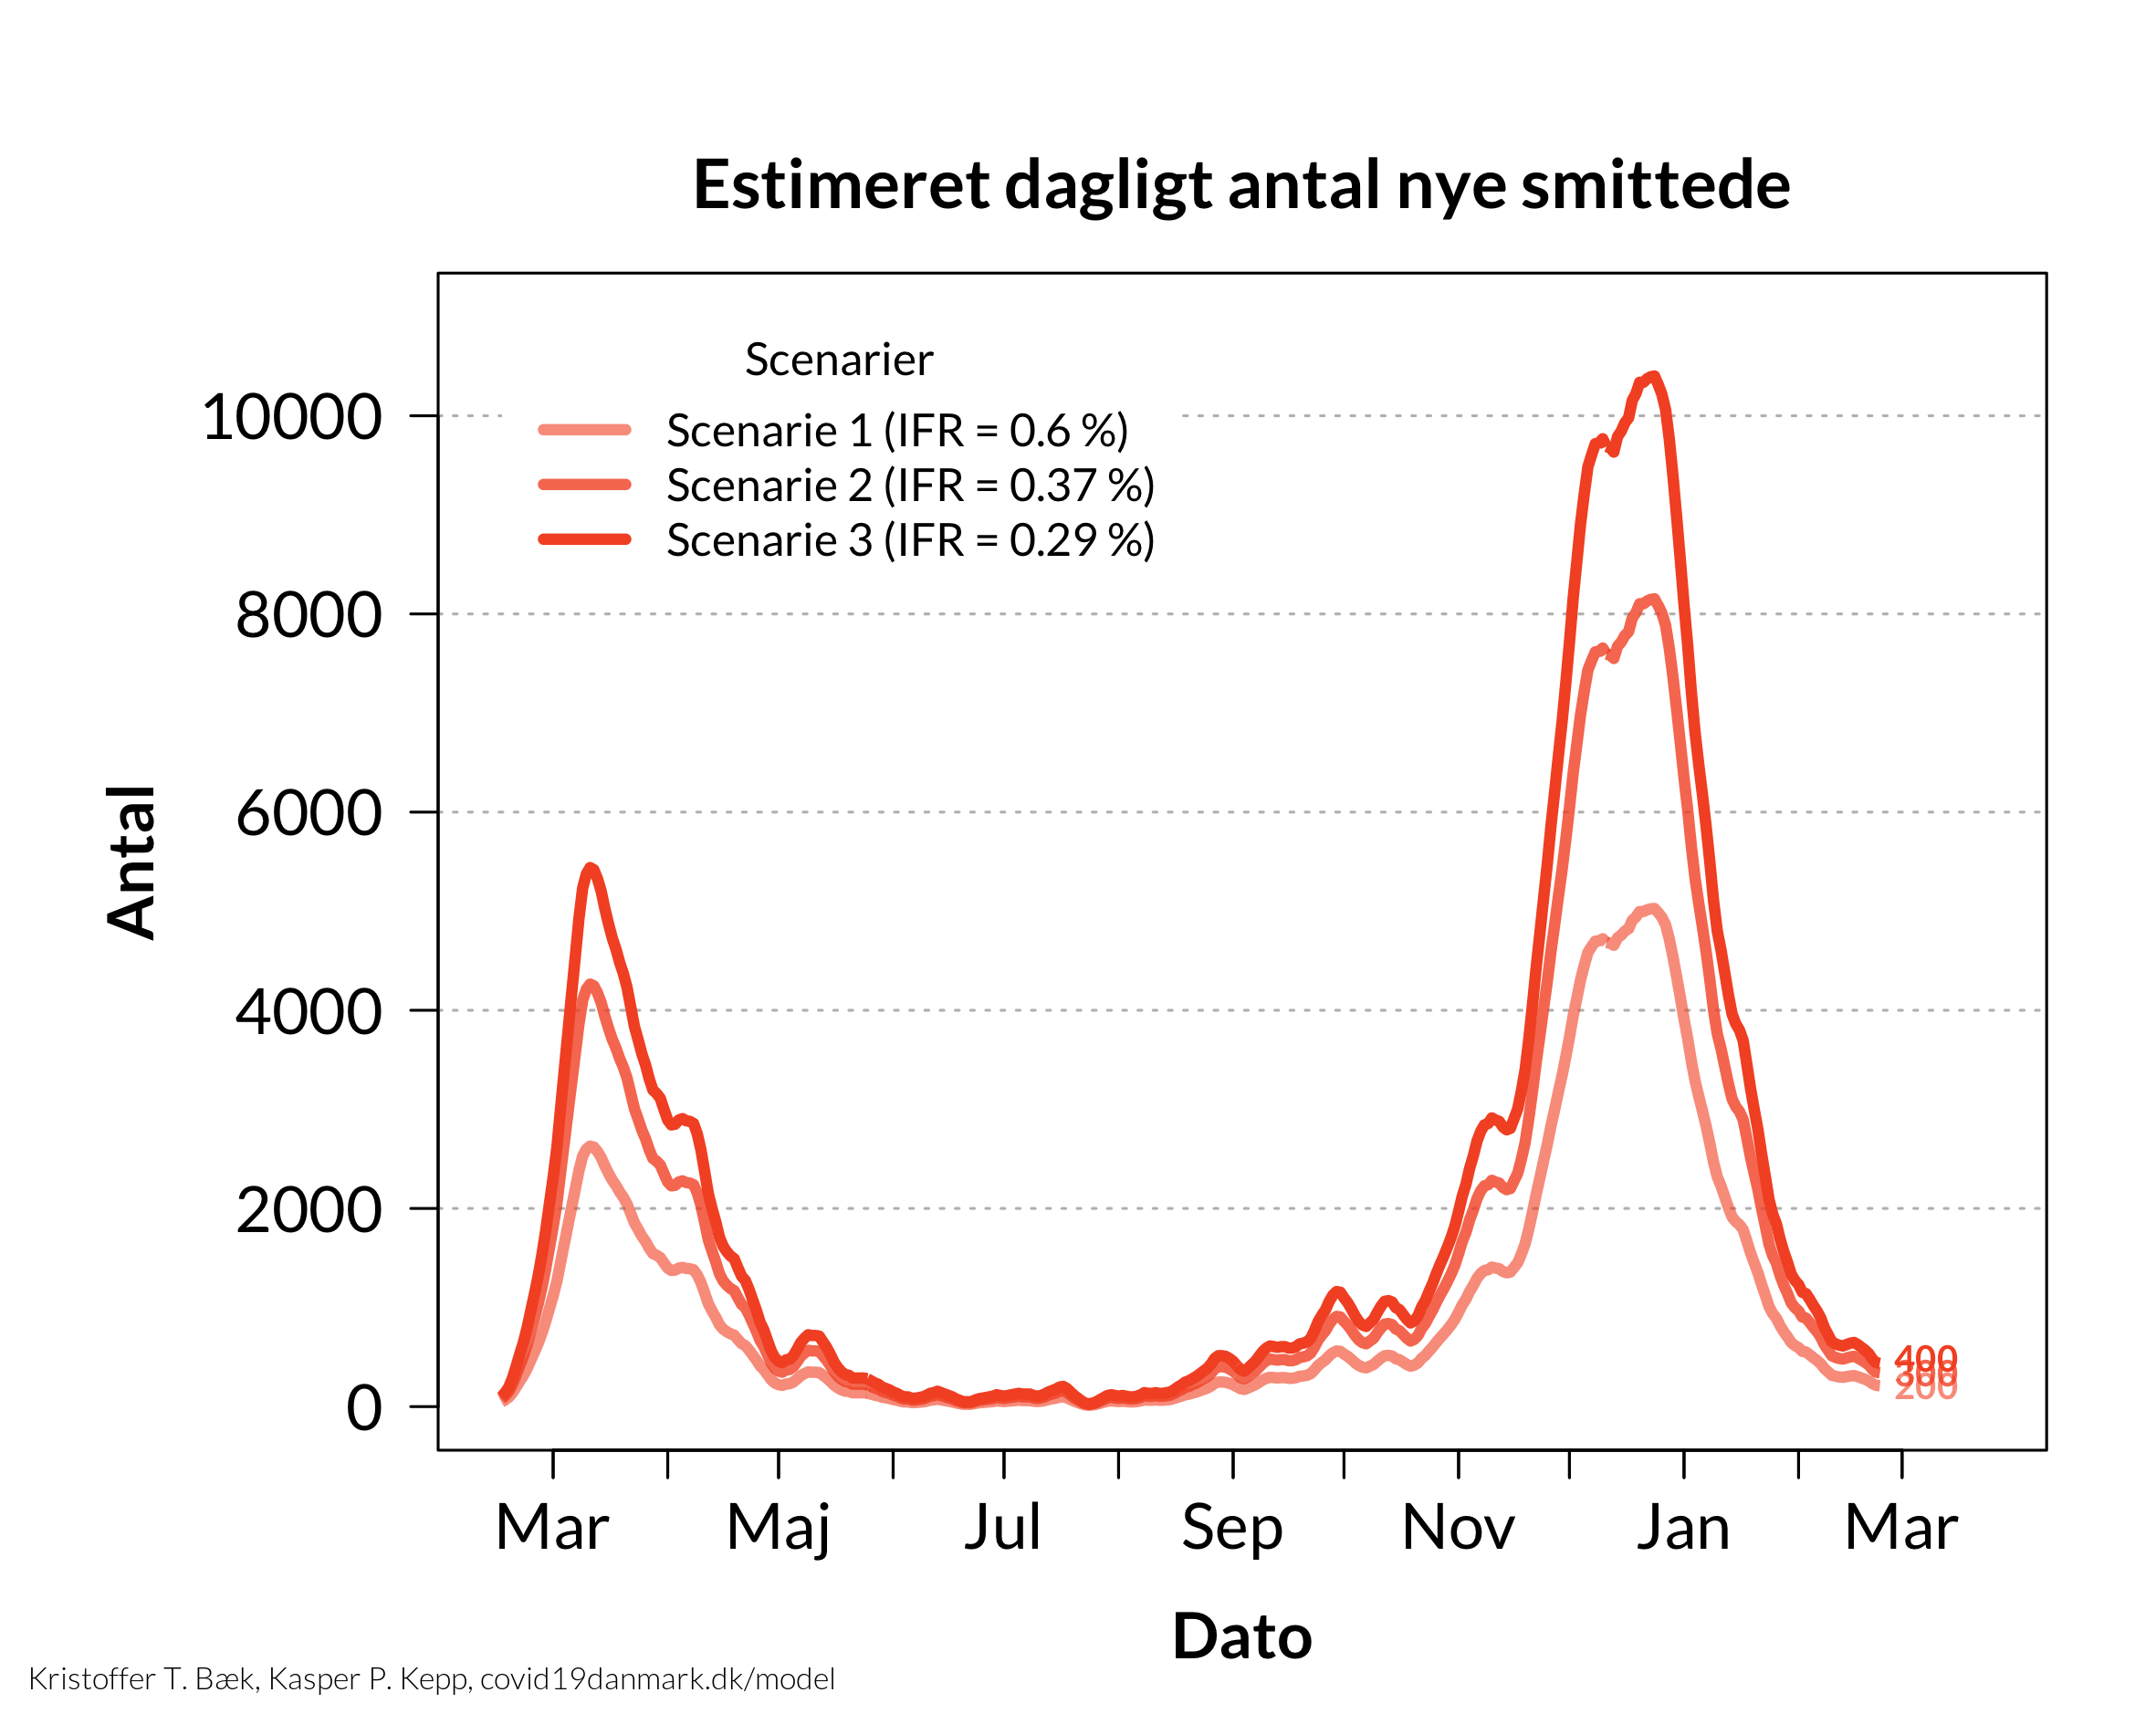 Estimeret dagligt antal nye smittede
Scenarier
Scenarie 1 (IFR = 0.6 %)
Scenarie 2 (IFR = 0.37 %)
Scenarie 3 (IFR = 0.29 %)
Antal
10000
8000
6000
4000
2000
0
400
200
Mar Maj Jul Sep Nov Jan Mar
Dato
Kristoffer T. Bæk, Kasper P. Kepp, covid19danmark.dk/model